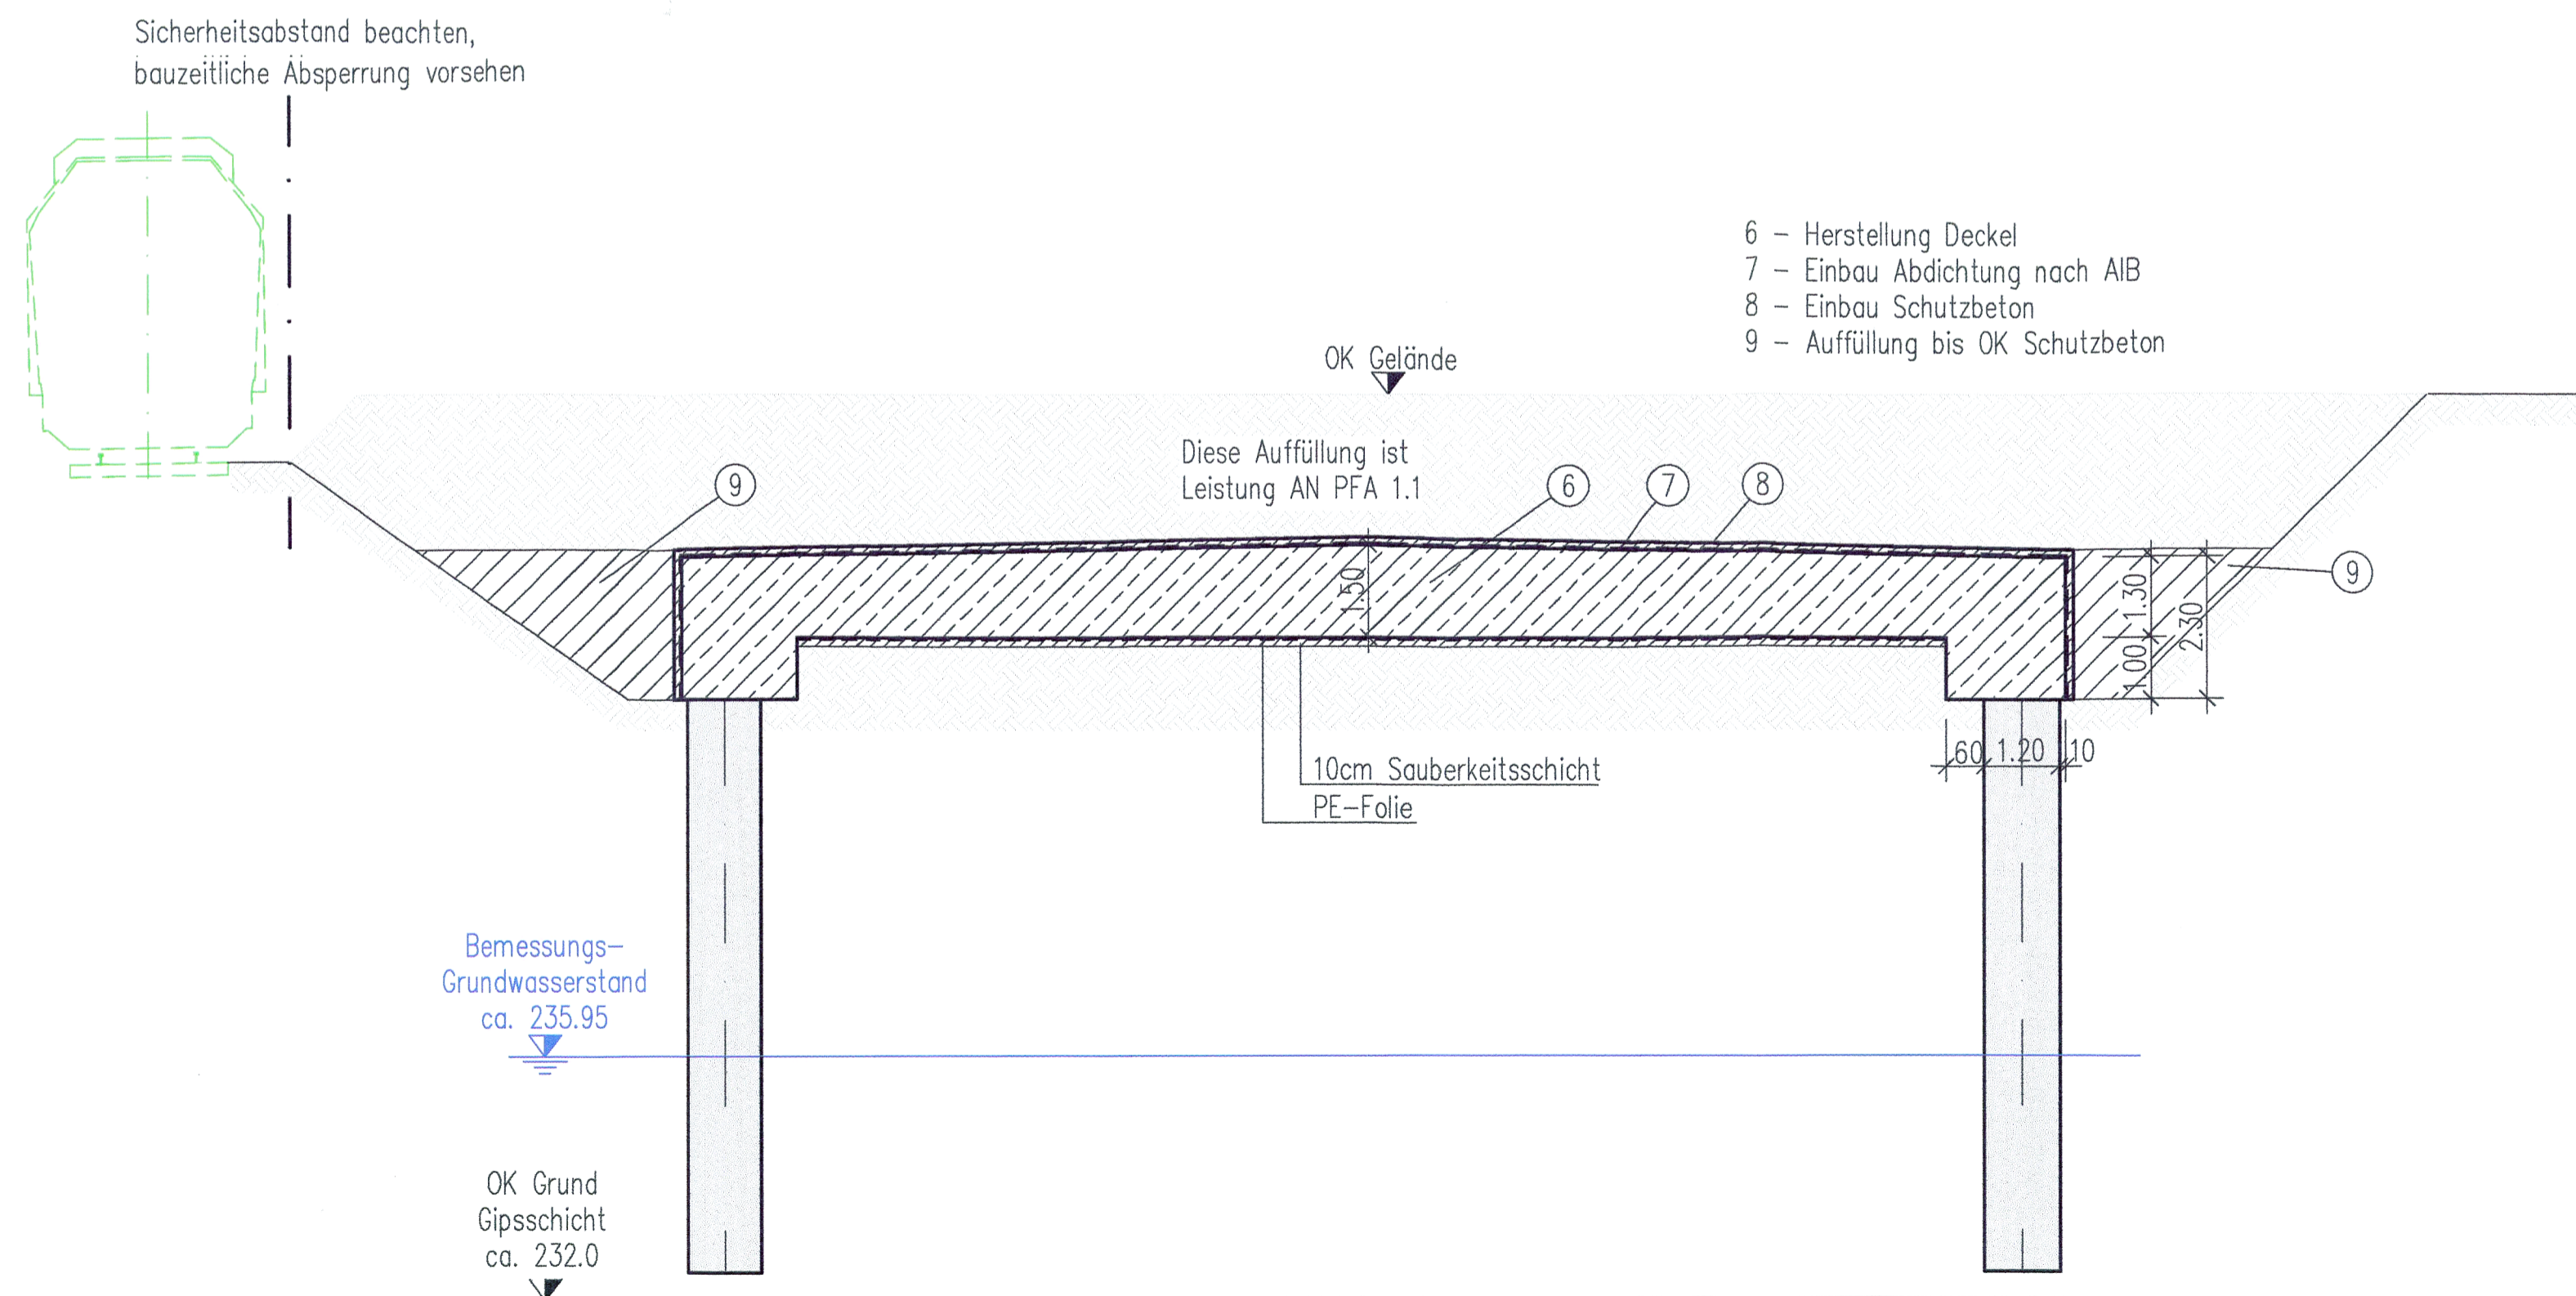 Sicherheitsabstand beachten,
bauzeitliche Absperrung vorsehen
6 – Herstellung Deckel
7 – Einbau Abdichtung nach AIB
8 – Einbau Schutzbeton
9 – Auffüllung bis OK Schutzbeton
OK Gelände
Diese Auffüllung ist
Leistung AN PFA 1.1
9
6
7
8
9
1.50
1.30
1.00
2.30
60
1.20
10
10cm Sauberkeitsschicht
PE–Folie
Bemessungs–
Grundwasserstand
ca. 235.95
OK Grund
Gipsschicht
ca. 232.0